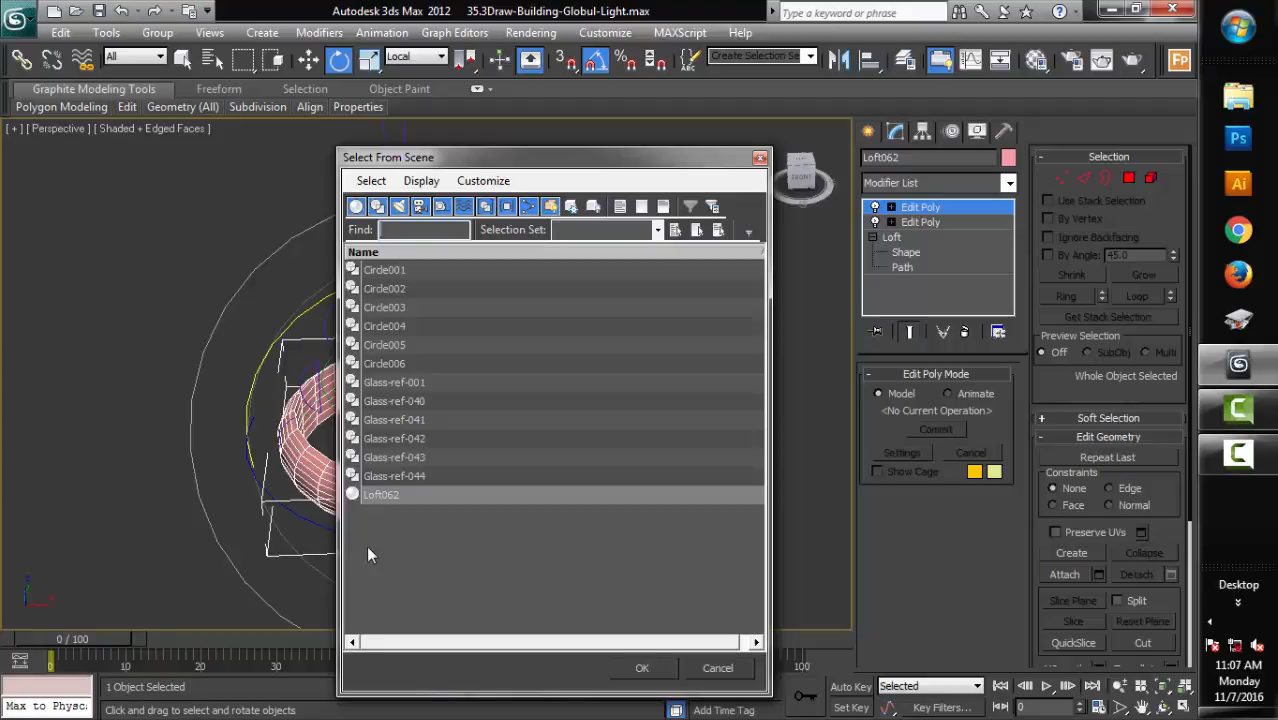 Autodesk 3ds Max 2012    35.3Draw-Building-Globul-Light.max
Type a keyword or phrase
Edit Tools Group Views Create Modifiers Animation Graph Editors Rendering Customize MAXScript Help
All
Local
3
Create Selection Se
Graphite Modeling Tools Freeform Selection Object Paint
Polygon Modeling Edit Geometry (All) Subdivision Align Properties
[ + ] [ Perspective ] [ Shaded + Edged Faces ]
FRONT
Select From Scene
Select Display Customize
Find: Selection Set:
Name
Circle001
Circle002
Circle003
Circle004
Circle005
Circle006
Glass-ref-001
Glass-ref-040
Glass-ref-041
Glass-ref-042
Glass-ref-043
Glass-ref-044
Loft062
OK Cancel
Loft062
Modifier List
Edit Poly
Edit Poly
Loft
Shape
Path
Edit Poly Mode
Model Animate
<No Current Operation>
Commit
Settings Cancel
Show Cage
Selection
Use Stack Selection
By Vertex
Ignore Backfacing
By Angle: 45.0
Shrink Grow
Ring Loop
Get Stack Selection
Preview Selection
Off SubObj Multi
Whole Object Selected
Soft Selection
Edit Geometry
Repeat Last
Constraints
None Edge
Face Normal
Preserve UVs
Create Collapse
Attach Detach
Slice Plane Split
Slice Reset Plane
QuickSlice Cut
Ps
Ai
Fp
Desktop
11:07 AM
Monday
11/7/2016
0 / 100
0 10 20 30 100
1 Object Selected
Max to Physc
Click and drag to select and rotate objects
Add Time Tag
Auto Key Selected
Set Key Key Filters...
0